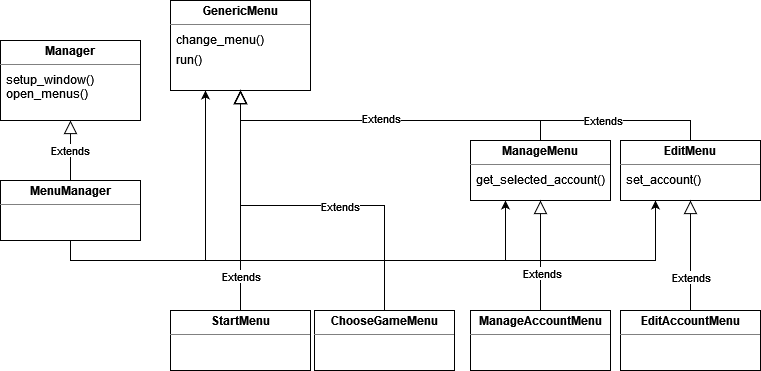 GenericMenu
change_menu()
run()
Manager
setup_window()
open_menus()
Extends
Extends
Extends
ManageMenu
get_selected_account()
EditMenu
set_account()
MenuManager
Extends
Extends
Extends
Extends
StartMenu
ChooseGameMenu
ManageAccountMenu
EditAccountMenu